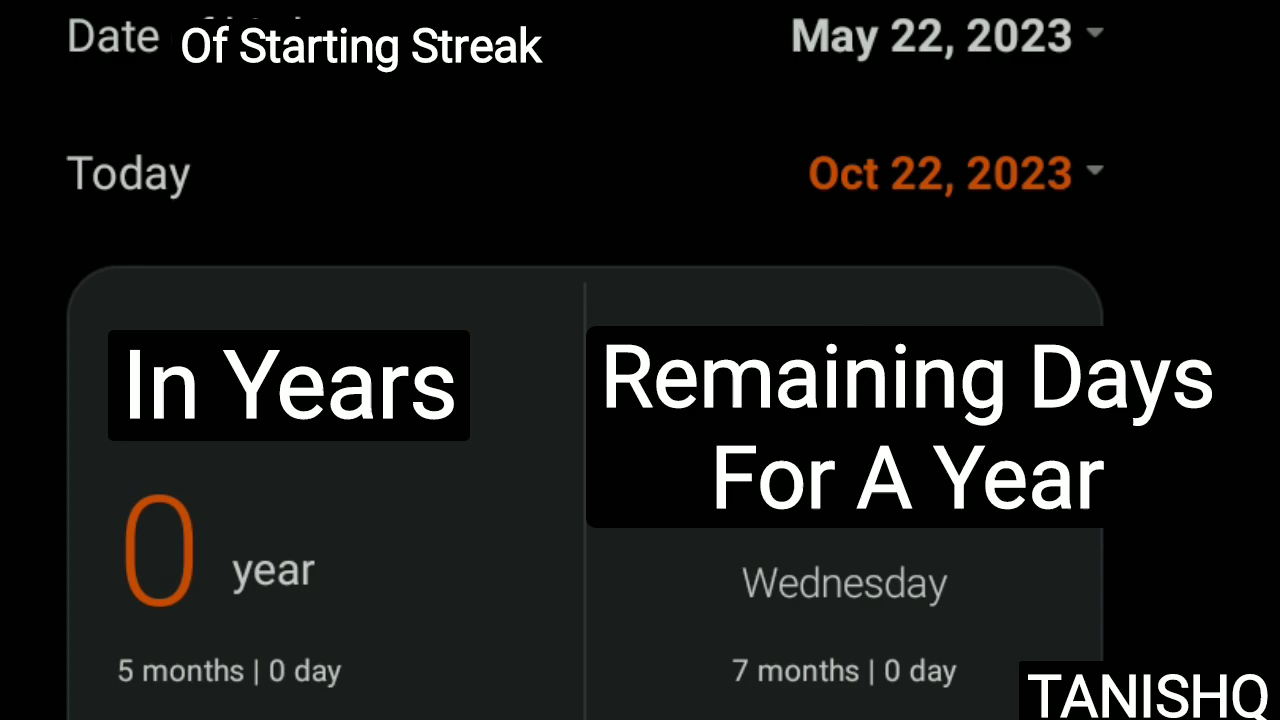 Date Of Starting Streak May 22, 2023
Today Oct 22, 2023
In Years
Remaining Days
For A Year
0 year
Wednesday
5 months | 0 day
7 months | 0 day
TANISHQ